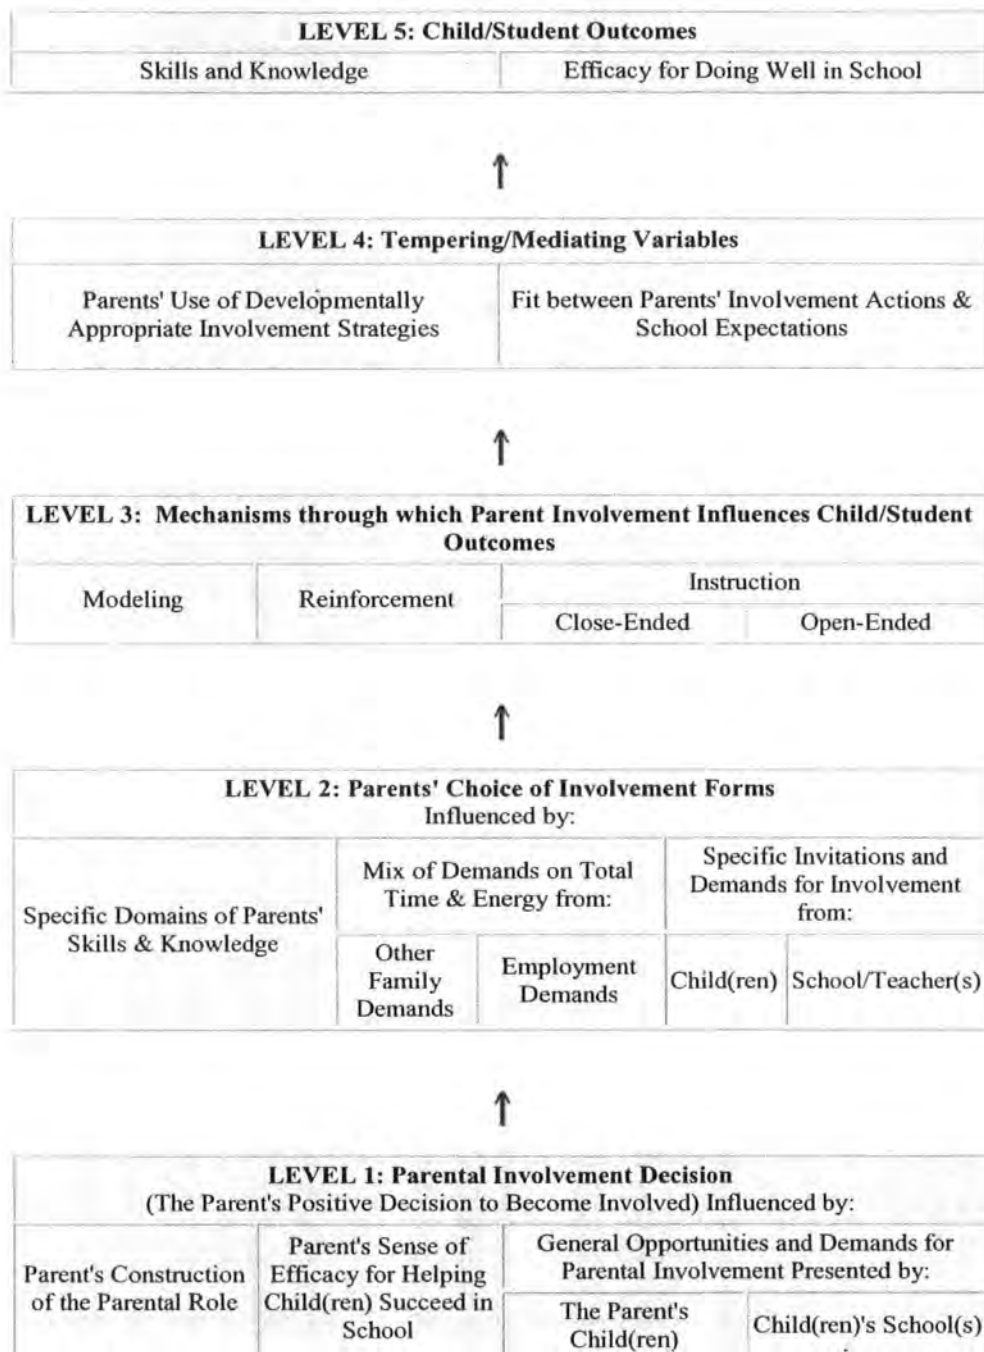 LEVEL 5: Child/Student Outcomes
Skills and Knowledge
Efficacy for Doing Well in School
↑
LEVEL 4: Tempering/Mediating Variables
Parents' Use of Developmentally
Appropriate Involvement Strategies
Fit between Parents' Involvement Actions &
School Expectations
↑
LEVEL 3: Mechanisms through which Parent Involvement Influences Child/Student
Outcomes
Modeling
Reinforcement
Instruction
Close-Ended
Open-Ended
↑
LEVEL 2: Parents' Choice of Involvement Forms
Influenced by:
Specific Domains of Parents'
Skills & Knowledge
Mix of Demands on Total
Time & Energy from:
Other
Family
Demands
Employment
Demands
Specific Invitations and
Demands for Involvement
from:
Child(ren)
School/Teacher(s)
↑
LEVEL 1: Parental Involvement Decision
(The Parent's Positive Decision to Become Involved) Influenced by:
Parent's Construction
of the Parental Role
Parent's Sense of
Efficacy for Helping
Child(ren) Succeed in
School
General Opportunities and Demands for
Parental Involvement Presented by:
The Parent's
Child(ren)
Child(ren)'s School(s)